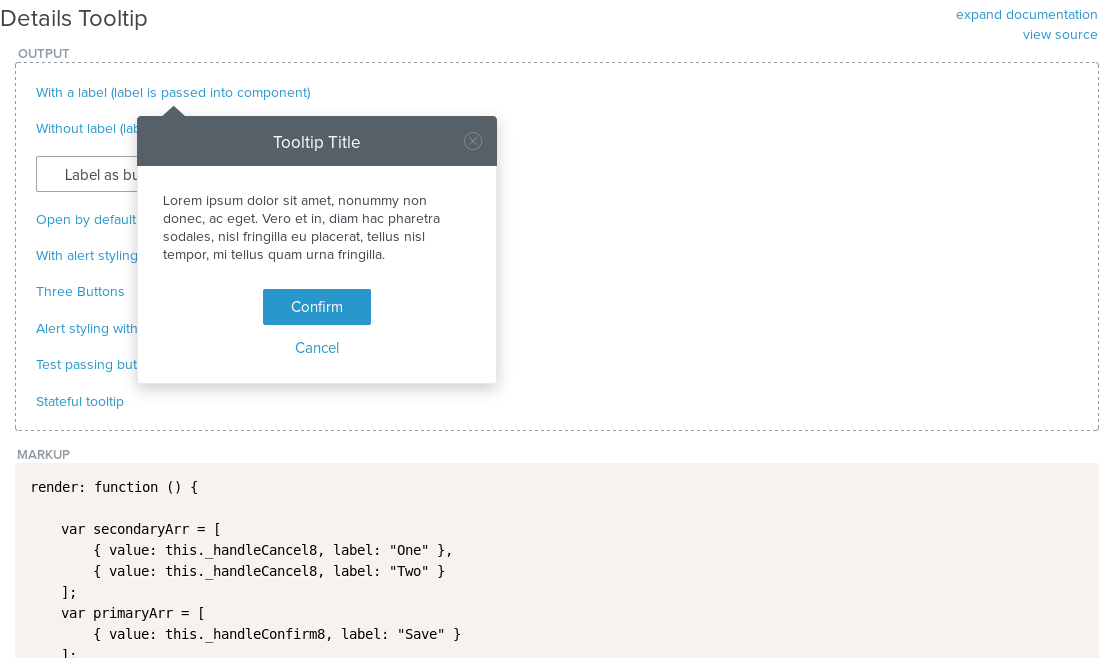 Details Tooltip
expand documentation
view source
OUTPUT
With a label (label is passed into component)
Without label (lab
Label as bu
Open by default
With alert styling
Three Buttons
Alert styling with
Test passing but
Stateful tooltip
Tooltip Title
Lorem ipsum dolor sit amet, nonummy non
donec, ac eget. Vero et in, diam hac pharetra
sodales, nisl fringilla eu placerat, tellus nisl
tempor, mi tellus quam urna fringilla.
Confirm
Cancel
MARKUP
render: function () {
var secondaryArr = [
{ value: this._handleCancel8, label: "One" },
{ value: this._handleCancel8, label: "Two" }
];
var primaryArr = [
{ value: this._handleConfirm8, label: "Save" }
];